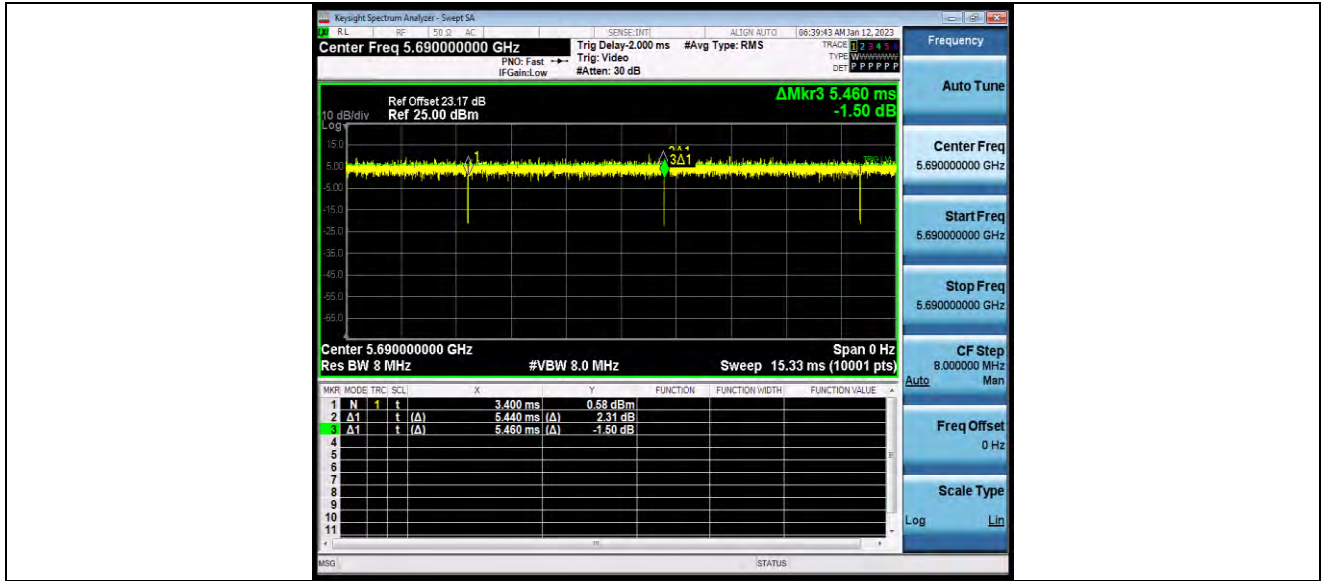 Keysight Spectrum Analyzer - Swept SA
RL RF 50 Ω AC SENSE:INT ALIGN AUTO 06:39:43 AM Jan 12, 2023
Center Freq 5.690000000 GHz Trig Delay-2.000 ms #Avg Type: RMS TRACE 1 2 3 4 5 6
PNO: Fast Trig: Video TYPE WWWWWW
IFGain:Low #Atten: 30 dB DET P P P P P P
Frequency
Auto Tune
ΔMkr3 5.460 ms
-1.50 dB
Ref Offset 23.17 dB
10 dB/div Ref 25.00 dBm
Log
15.0
5.00
-5.00
-15.0
-25.0
-35.0
-45.0
-55.0
-65.0
1
3Δ1
Center 5.690000000 GHz Span 0 Hz
Res BW 8 MHz #VBW 8.0 MHz Sweep 15.33 ms (10001 pts)
MKR MODE TRC SCL X Y FUNCTION FUNCTION WIDTH FUNCTION VALUE
1 N 1 t 3.400 ms 0.58 dBm
2 Δ1 t (Δ) 5.440 ms (Δ) 2.31 dB
3 Δ1 t (Δ) 5.460 ms (Δ) -1.50 dB
4
5
6
7
8
9
10
11
Center Freq
5.690000000 GHz
Start Freq
5.690000000 GHz
Stop Freq
5.690000000 GHz
CF Step
8.000000 MHz
Auto Man
Freq Offset
0 Hz
Scale Type
Log Lin
MSG STATUS